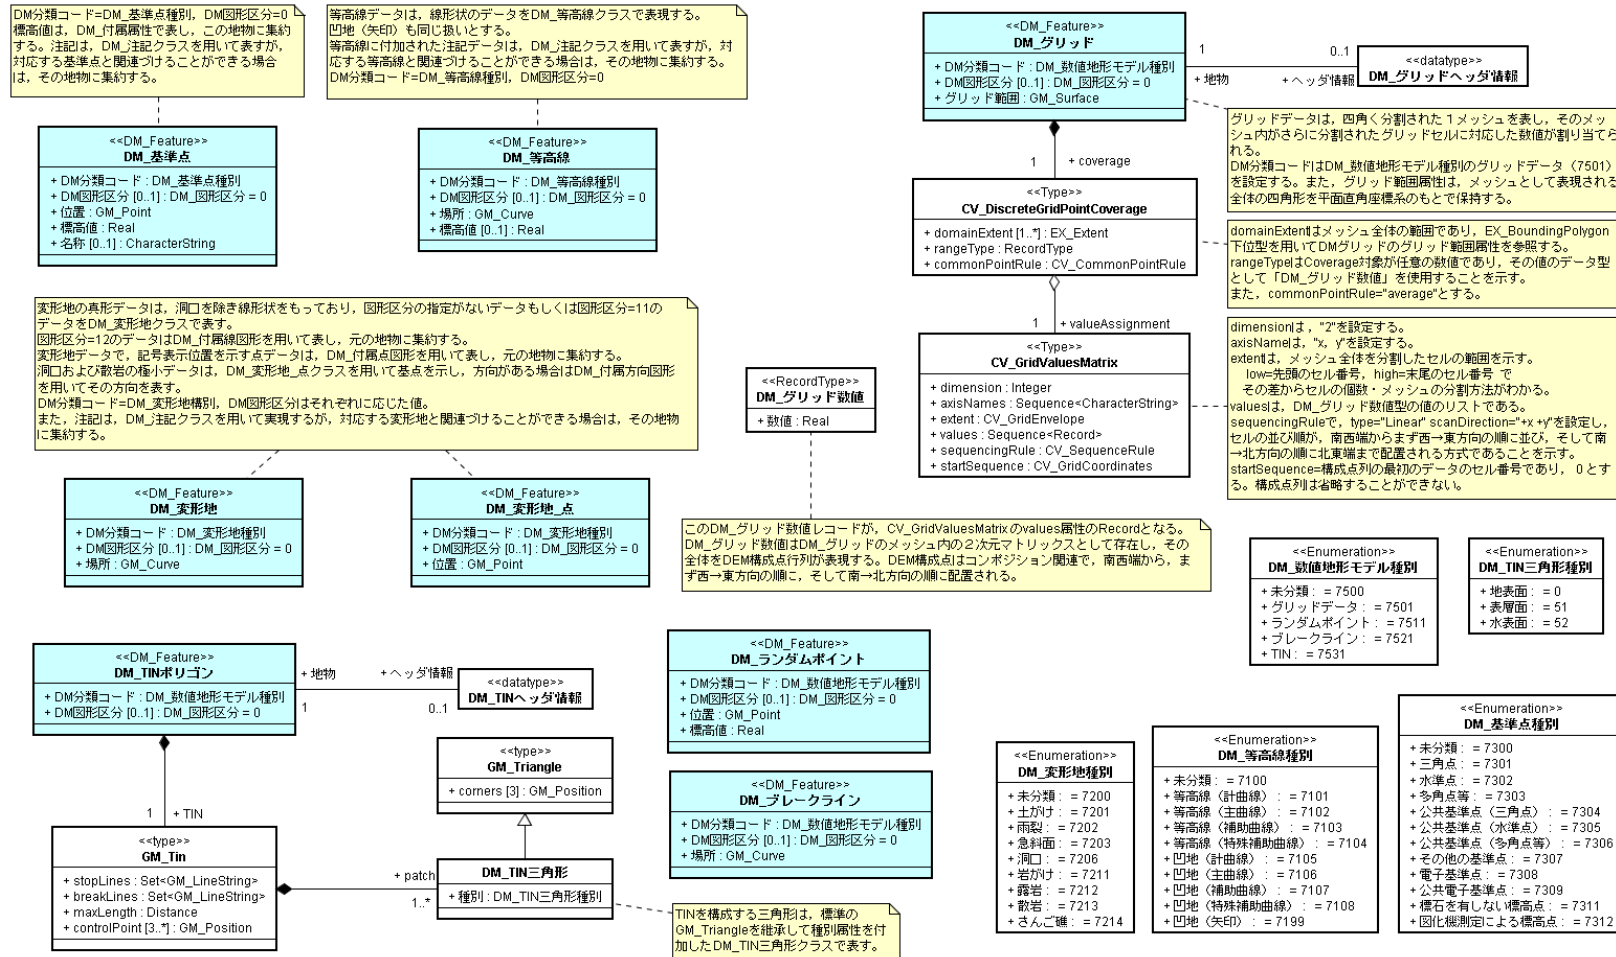 DM分類コード=DM_基準点種別，DM図形区分=0
標高値は，DM_付属属性で表し，この地物に集約
する。注記は，DM_注記クラスを用いて表すが，
対応する基準点と関連づけることができる場合
は，その地物に集約する。
等高線データは，線形状のデータをDM_等高線クラスで表現する。
凹地（矢印）も同じ扱いとする。
等高線に付加された注記データは，DM_注記クラスを用いて表すが，対
応する等高線と関連づけることができる場合は，その地物に集約する。
DM分類コード=DM_等高線種別，DM図形区分=0
<<DM_Feature>>
DM_基準点
+ DM分類コード : DM_基準点種別
+ DM図形区分 [0..1] : DM_図形区分 = 0
+ 位置 : GM_Point
+ 標高値 : Real
+ 名称 [0..1] : CharacterString
<<DM_Feature>>
DM_等高線
+ DM分類コード : DM_等高線種別
+ DM図形区分 [0..1] : DM_図形区分 = 0
+ 場所 : GM_Curve
+ 標高値 [0..1] : Real
<<DM_Feature>>
DM_グリッド
+ DM分類コード : DM_数値地形モデル種別
+ DM図形区分 [0..1] : DM_図形区分 = 0
+ グリッド範囲 : GM_Surface
1
+ 地物
0..1
+ ヘッダ情報
<<datatype>>
DM_グリッドヘッダ情報
グリッドデータは，四角く分割された１メッシュを表し，そのメッ
シュ内がさらに分割されたグリッドセルに対応した数値が割り当てら
れる。
DM分類コードはDM_数値地形モデル種別のグリッドデータ（7501）
を設定する。また，グリッド範囲属性は，メッシュとして表現される
全体の四角形を平面直角座標系のもとで保持する。
1
+ coverage
<<Type>>
CV_DiscreteGridPointCoverage
+ domainExtent [1..*] : EX_Extent
+ rangeType : RecordType
+ commonPointRule : CV_CommonPointRule
domainExtentはメッシュ全体の範囲であり，EX_BoundingPolygon
下位型を用いてDMグリッドのグリッド範囲属性を参照する。
rangeTypeはCoverage対象が任意の数値であり，その値のデータ型
として「DM_グリッド数値」を使用することを示す。
また，commonPointRule="average"とする。
1
+ valueAssignment
<<Type>>
CV_GridValuesMatrix
+ dimension : Integer
+ axisNames : Sequence<CharacterString>
+ extent : CV_GridEnvelope
+ values : Sequence<Record>
+ sequencingRule : CV_SequenceRule
+ startSequence : CV_GridCoordinates
dimensionは，"2"を設定する。
axisNameは，"x, y"を設定する。
extentは，メッシュ全体を分割したセルの範囲を示す。
low=先頭のセル番号，high=末尾のセル番号 で
その差からセルの個数・メッシュの分割方法がわかる。
valuesは，DM_グリッド数値型の値のリストである。
sequencingRuleで，type="Linear" scanDirection="+x +y"を設定し，
セルの並び順が，南西端からまず西→東方向の順に並び，そして南
→北方向の順に北東端まで配置される方式であることを示す。
startSequence=構成点列の最初のデータのセル番号であり，０とす
る。構成点列は省略することができない。
変形地の真形データは，洞口を除き線形状をもっており，図形区分の指定がないデータもしくは図形区分=11の
データをDM_変形地クラスで表す。
図形区分=12のデータはDM_付属線図形を用いて表し，元の地物に集約する。
変形地データで，記号表示位置を示す点データは，DM_付属点図形を用いて表し，元の地物に集約する。
洞口および散岩の極小データは，DM_変形地_点クラスを用いて基点を示し，方向がある場合はDM_付属方向図形
を用いてその方向を表す。
DM分類コード=DM_変形地構別，DM図形区分はそれぞれに応じた値。
また，注記は，DM_注記クラスを用いて実現するが，対応する変形地と関連づけることができる場合は，その地物
に集約する。
<<RecordType>>
DM_グリッド数値
+ 数値 : Real
<<DM_Feature>>
DM_変形地
+ DM分類コード : DM_変形地種別
+ DM図形区分 [0..1] : DM_図形区分 = 0
+ 場所 : GM_Curve
<<DM_Feature>>
DM_変形地_点
+ DM分類コード : DM_変形地種別
+ DM図形区分 [0..1] : DM_図形区分 = 0
+ 位置 : GM_Point
このDM_グリッド数値レコードが，CV_GridValuesMatrixのvalues属性のRecordとなる。
DM_グリッド数値はDM_グリッドのメッシュ内の２次元マトリックスとして存在し，その
全体をDEM構成点行列が表現する。DEM構成点はコンポジション関連で，南西端から，ま
ず西→東方向の順に，そして南→北方向の順に配置される。
<<Enumeration>>
DM_数値地形モデル種別
+ 未分類 : = 7500
+ グリッドデータ : = 7501
+ ランダムポイント : = 7511
+ ブレークライン : = 7521
+ TIN : = 7531
<<Enumeration>>
DM_TIN三角形種別
+ 地表面 : = 0
+ 表層面 : = 51
+ 水表面 : = 52
<<DM_Feature>>
DM_TINポリゴン
+ DM分類コード : DM_数値地形モデル種別
+ DM図形区分 [0..1] : DM_図形区分 = 0
+ 地物
1
+ ヘッダ情報
0..1
<<datatype>>
DM_TINヘッダ情報
<<DM_Feature>>
DM_ランダムポイント
+ DM分類コード : DM_数値地形モデル種別
+ DM図形区分 [0..1] : DM_図形区分 = 0
+ 位置 : GM_Point
+ 標高値 : Real
<<type>>
GM_Triangle
+ corners [3] : GM_Position
<<DM_Feature>>
DM_ブレークライン
+ DM分類コード : DM_数値地形モデル種別
+ DM図形区分 [0..1] : DM_図形区分 = 0
+ 場所 : GM_Curve
1
+ TIN
<<type>>
GM_Tin
+ stopLines : Set<GM_LineString>
+ breakLines : Set<GM_LineString>
+ maxLength : Distance
+ controlPoint [3..*] : GM_Position
+ patch
1..*
DM_TIN三角形
+ 種別 : DM_TIN三角形種別
TINを構成する三角形は，標準の
GM_Triangleを継承して種別属性を付
加したDM_TIN三角形クラスで表す。
<<Enumeration>>
DM_変形地種別
+ 未分類 : = 7200
+ 土がけ : = 7201
+ 雨裂 : = 7202
+ 急斜面 : = 7203
+ 洞口 : = 7206
+ 岩がけ : = 7211
+ 露岩 : = 7212
+ 散岩 : = 7213
+ さんご礁 : = 7214
<<Enumeration>>
DM_等高線種別
+ 未分類 : = 7100
+ 等高線（計曲線） : = 7101
+ 等高線（主曲線） : = 7102
+ 等高線（補助曲線） : = 7103
+ 等高線（特殊補助曲線） : = 7104
+ 凹地（計曲線） : = 7105
+ 凹地（主曲線） : = 7106
+ 凹地（補助曲線） : = 7107
+ 凹地（特殊補助曲線） : = 7108
+ 凹地（矢印） : = 7199
<<Enumeration>>
DM_基準点種別
+ 未分類 : = 7300
+ 三角点 : = 7301
+ 水準点 : = 7302
+ 多角点等 : = 7303
+ 公共基準点（三角点） : = 7304
+ 公共基準点（水準点） : = 7305
+ 公共基準点（多角点等） : = 7306
+ その他の基準点 : = 7307
+ 電子基準点 : = 7308
+ 公共電子基準点 : = 7309
+ 標石を有しない標高点 : = 7311
+ 図化機測定による標高点 : = 7312